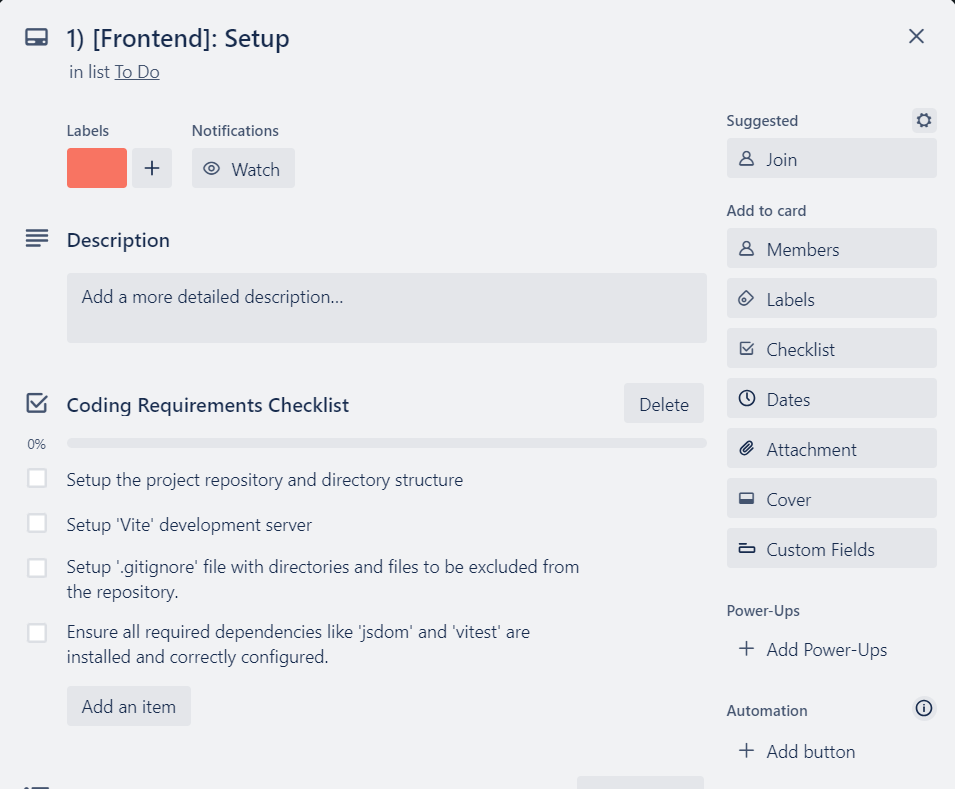 1) [Frontend]: Setup
in list To Do
Labels
Notifications
Watch
Description
Add a more detailed description...
Coding Requirements Checklist
Delete
0%
Setup the project repository and directory structure
Setup 'Vite' development server
Setup '.gitignore' file with directories and files to be excluded from
the repository.
Ensure all required dependencies like 'jsdom' and 'vitest' are
installed and correctly configured.
Add an item
Suggested
Join
Add to card
Members
Labels
Checklist
Dates
Attachment
Cover
Custom Fields
Power-Ups
Add Power-Ups
Automation
Add button